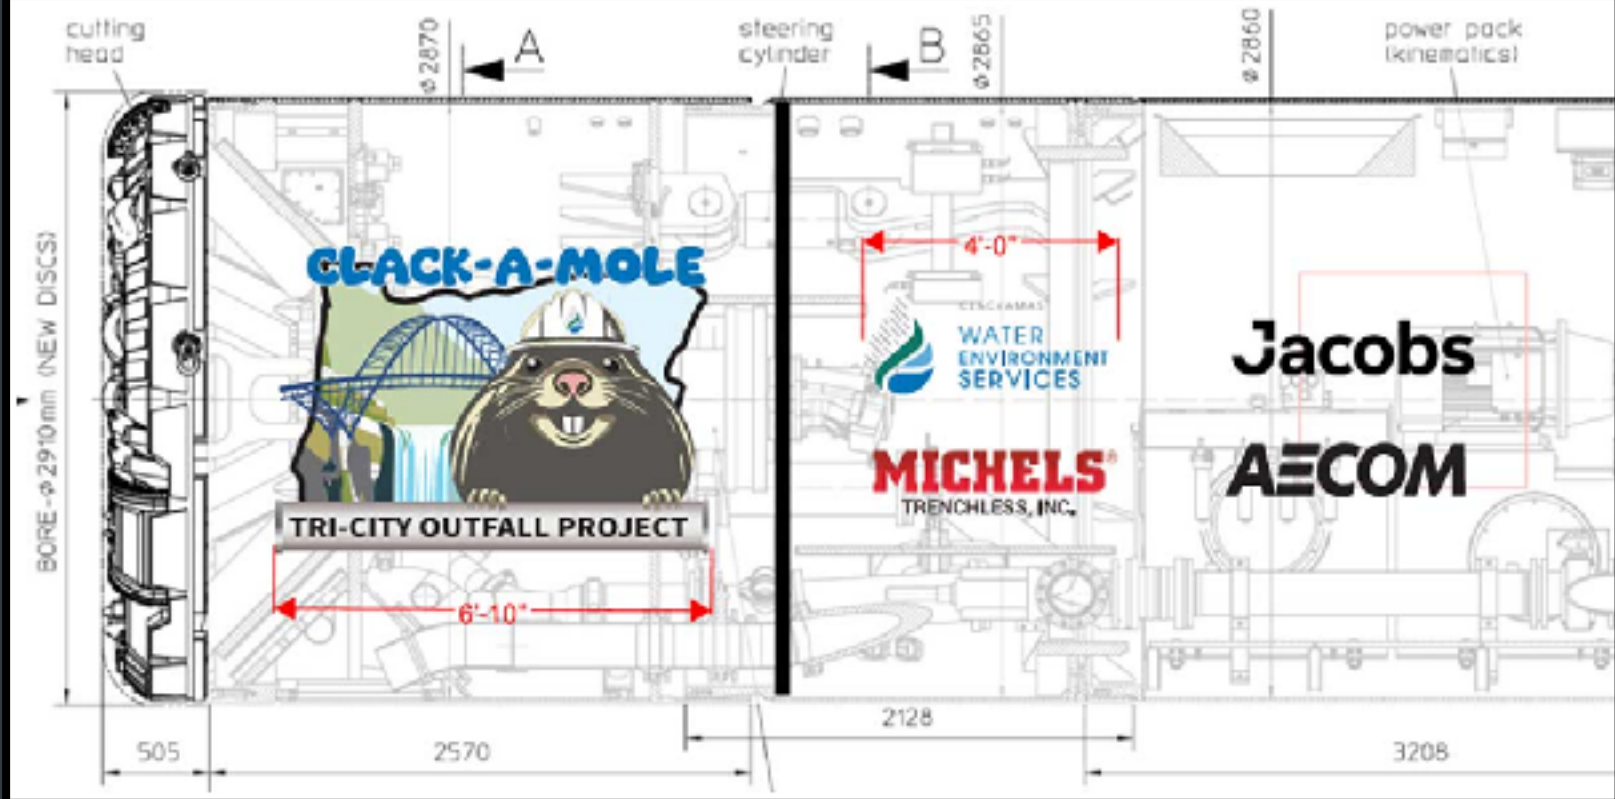 cutting
head
⌀2870
A
steering
cylinder
B
⌀2865
⌀2860
power pack
(kinematics)
BORE-⌀2910mm (NEW DISCS)
CLACK-A-MOLE
TRI-CITY OUTFALL PROJECT
6'-10"
4'-0"
CLACKAMAS
WATER
ENVIRONMENT
SERVICES
MICHELS®
TRENCHLESS, INC.
Jacobs
AECOM
505
2570
2128
3208